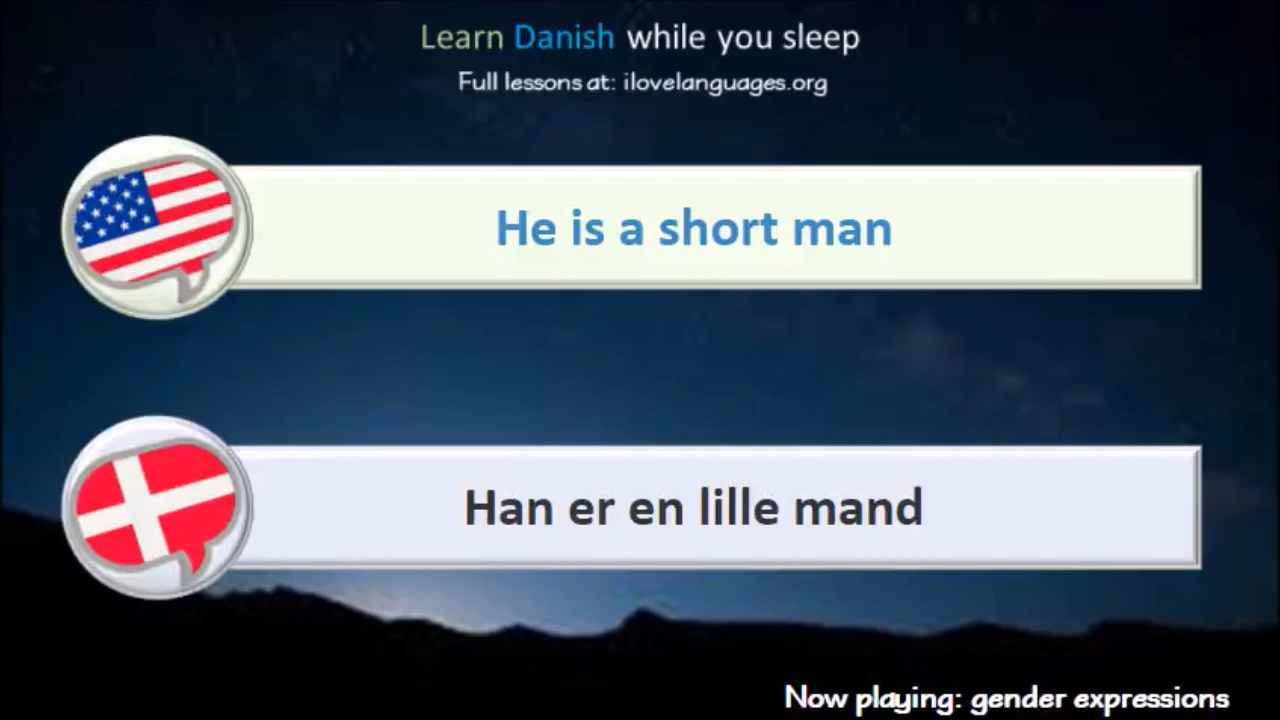 Learn Danish while you sleep
Full lessons at: ilovelanguages.org
He is a short man
Han er en lille mand
Now playing: gender expressions